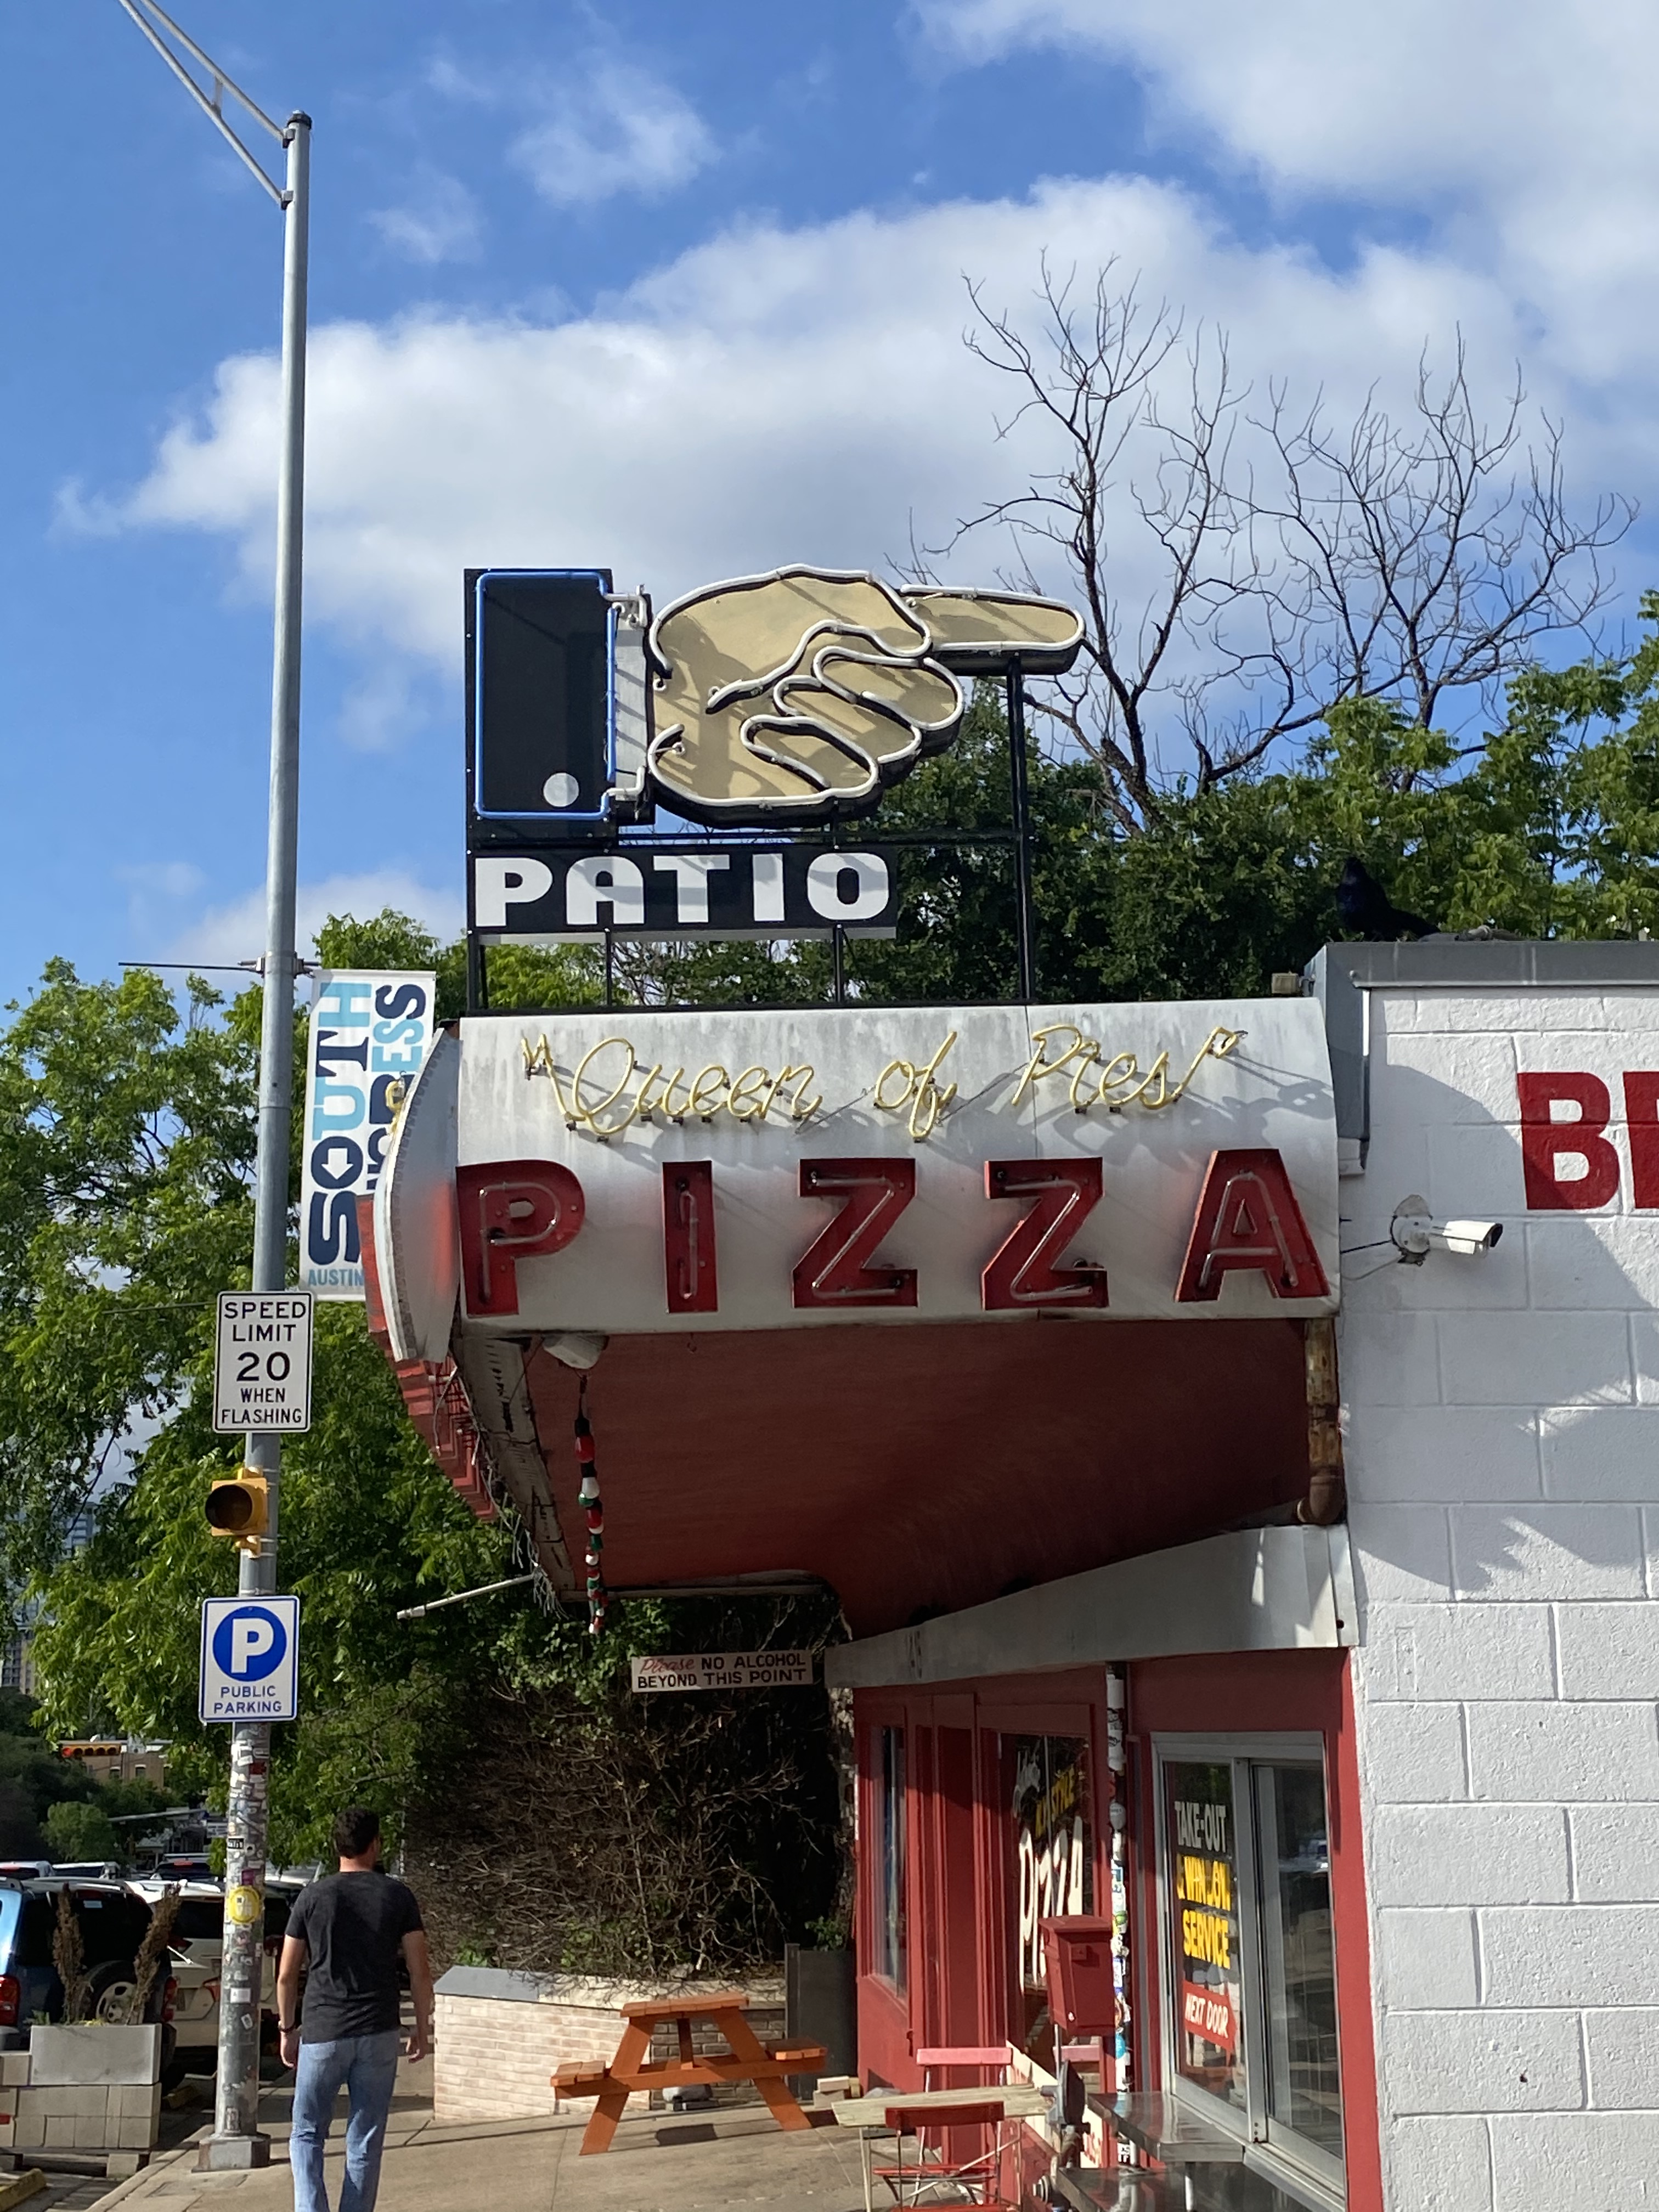 PATIO
"Queen of Pies"
PIZZA
SOUTH
CONGRESS
AUSTIN
SPEED
LIMIT
20
WHEN
FLASHING
P
PUBLIC
PARKING
Please NO ALCOHOL
BEYOND THIS POINT
PIZZA
TAKE-OUT
SERVICE
NEXT DOOR